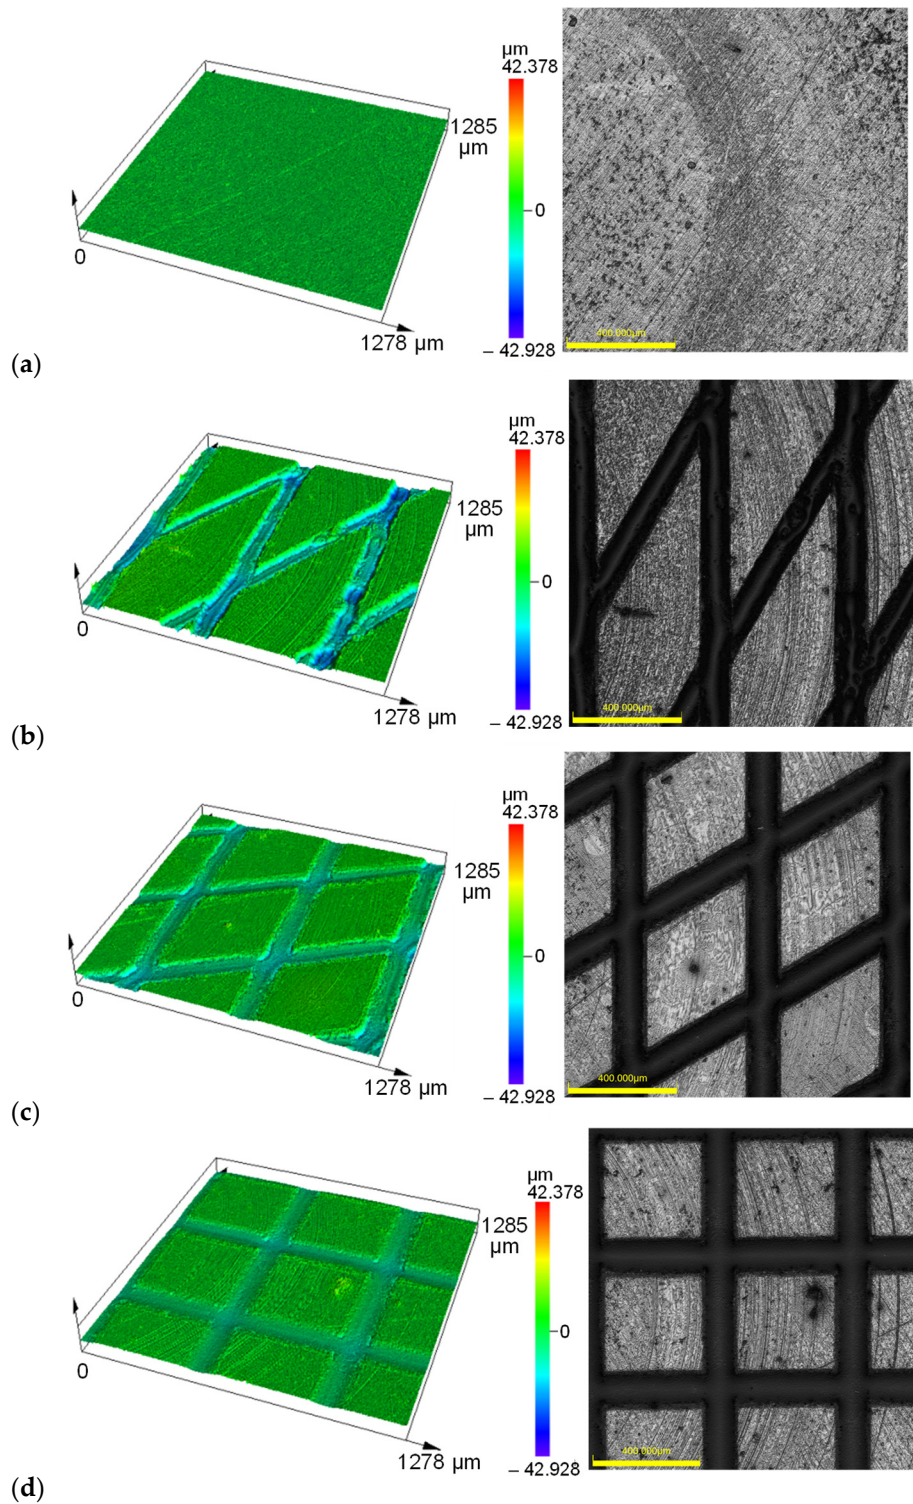 µm
42.378
1285
µm
0
0
1278 µm
– 42.928
400.000µm
(a)
µm
42.378
1285
µm
0
0
1278 µm
– 42.928
400.000µm
(b)
µm
42.378
1285
µm
0
0
1278 µm
– 42.928
400.000µm
(c)
µm
42.378
1285
µm
0
0
1278 µm
– 42.928
400.000µm
(d)